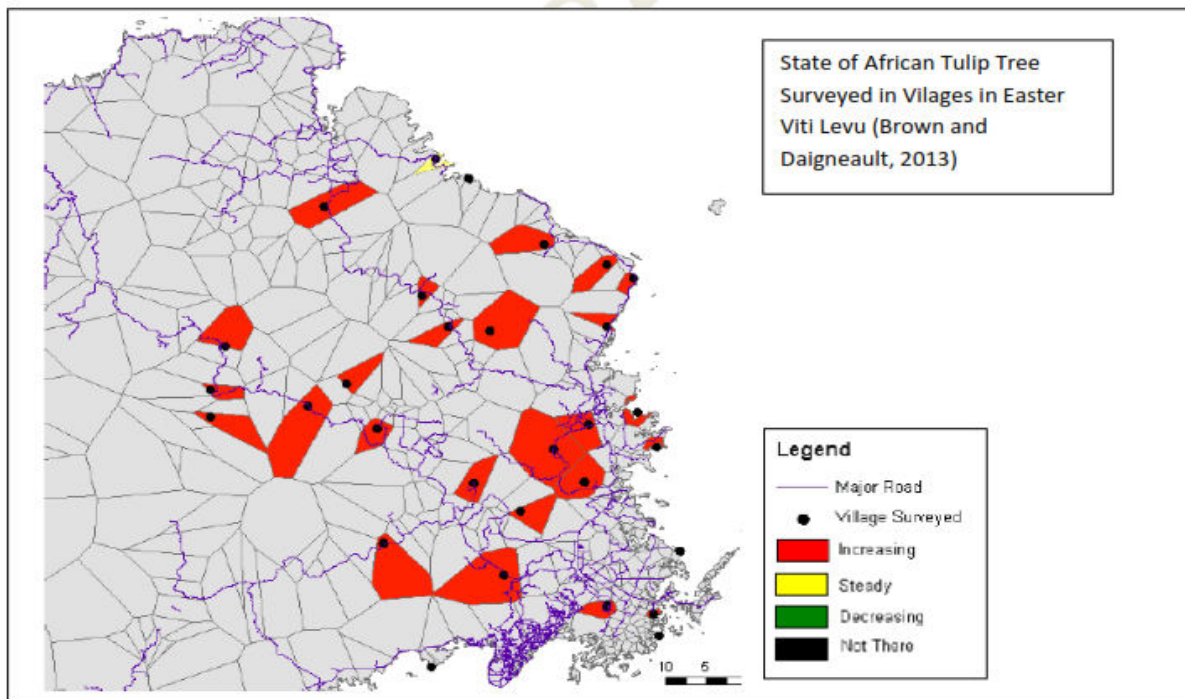 State of African Tulip Tree
Surveyed in Vilages in Easter
Viti Levu (Brown and
Daigneault, 2013)
Legend
Major Road
Village Surveyed
Increasing
Steady
Decreasing
Not There
10 5